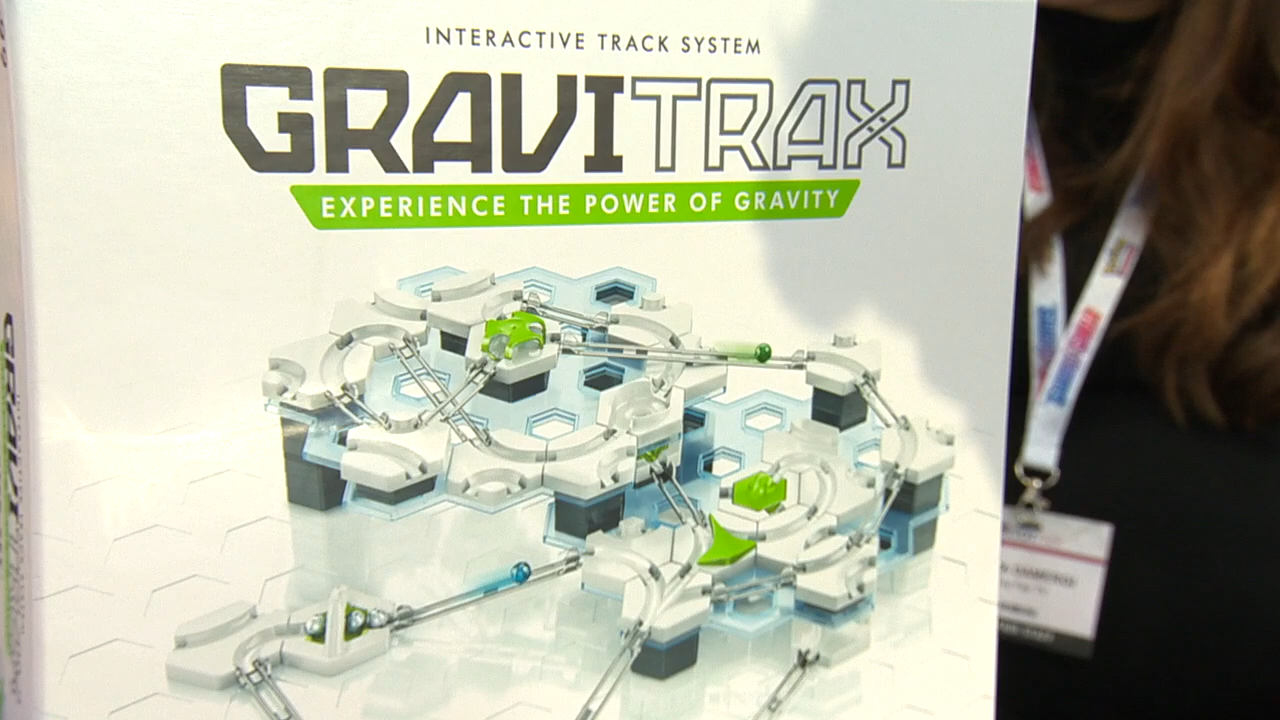 INTERACTIVE TRACK SYSTEM
GRAVITRAX
EXPERIENCE THE POWER OF GRAVITY